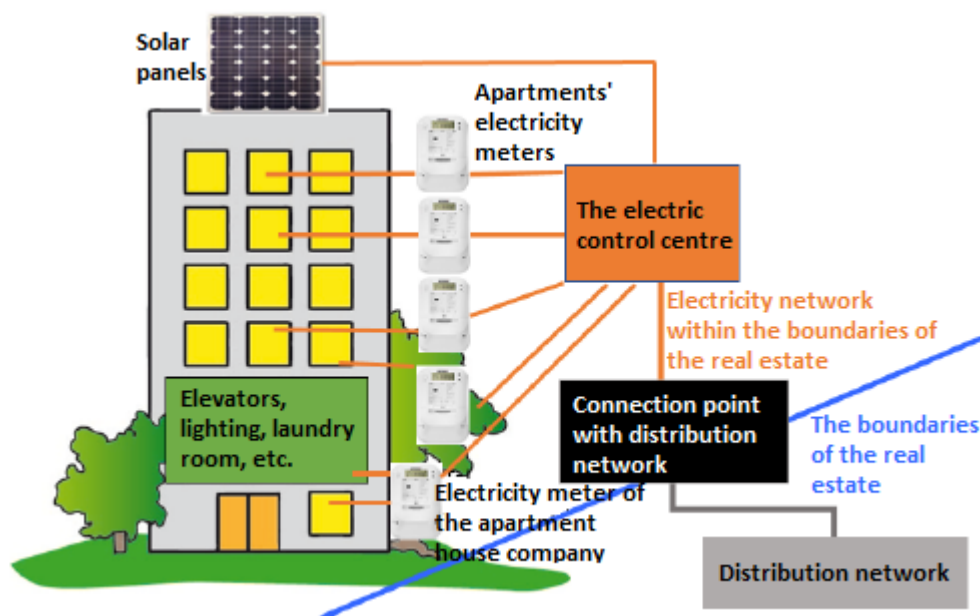 Solar
panels
Apartments'
electricity
meters
The electric
control centre
Electricity network
within the boundaries of
the real estate
Elevators,
lighting, laundry
room, etc.
Connection point
with distribution
network
The boundaries
of the real
estate
Electricity meter of
the apartment
house company
Distribution network